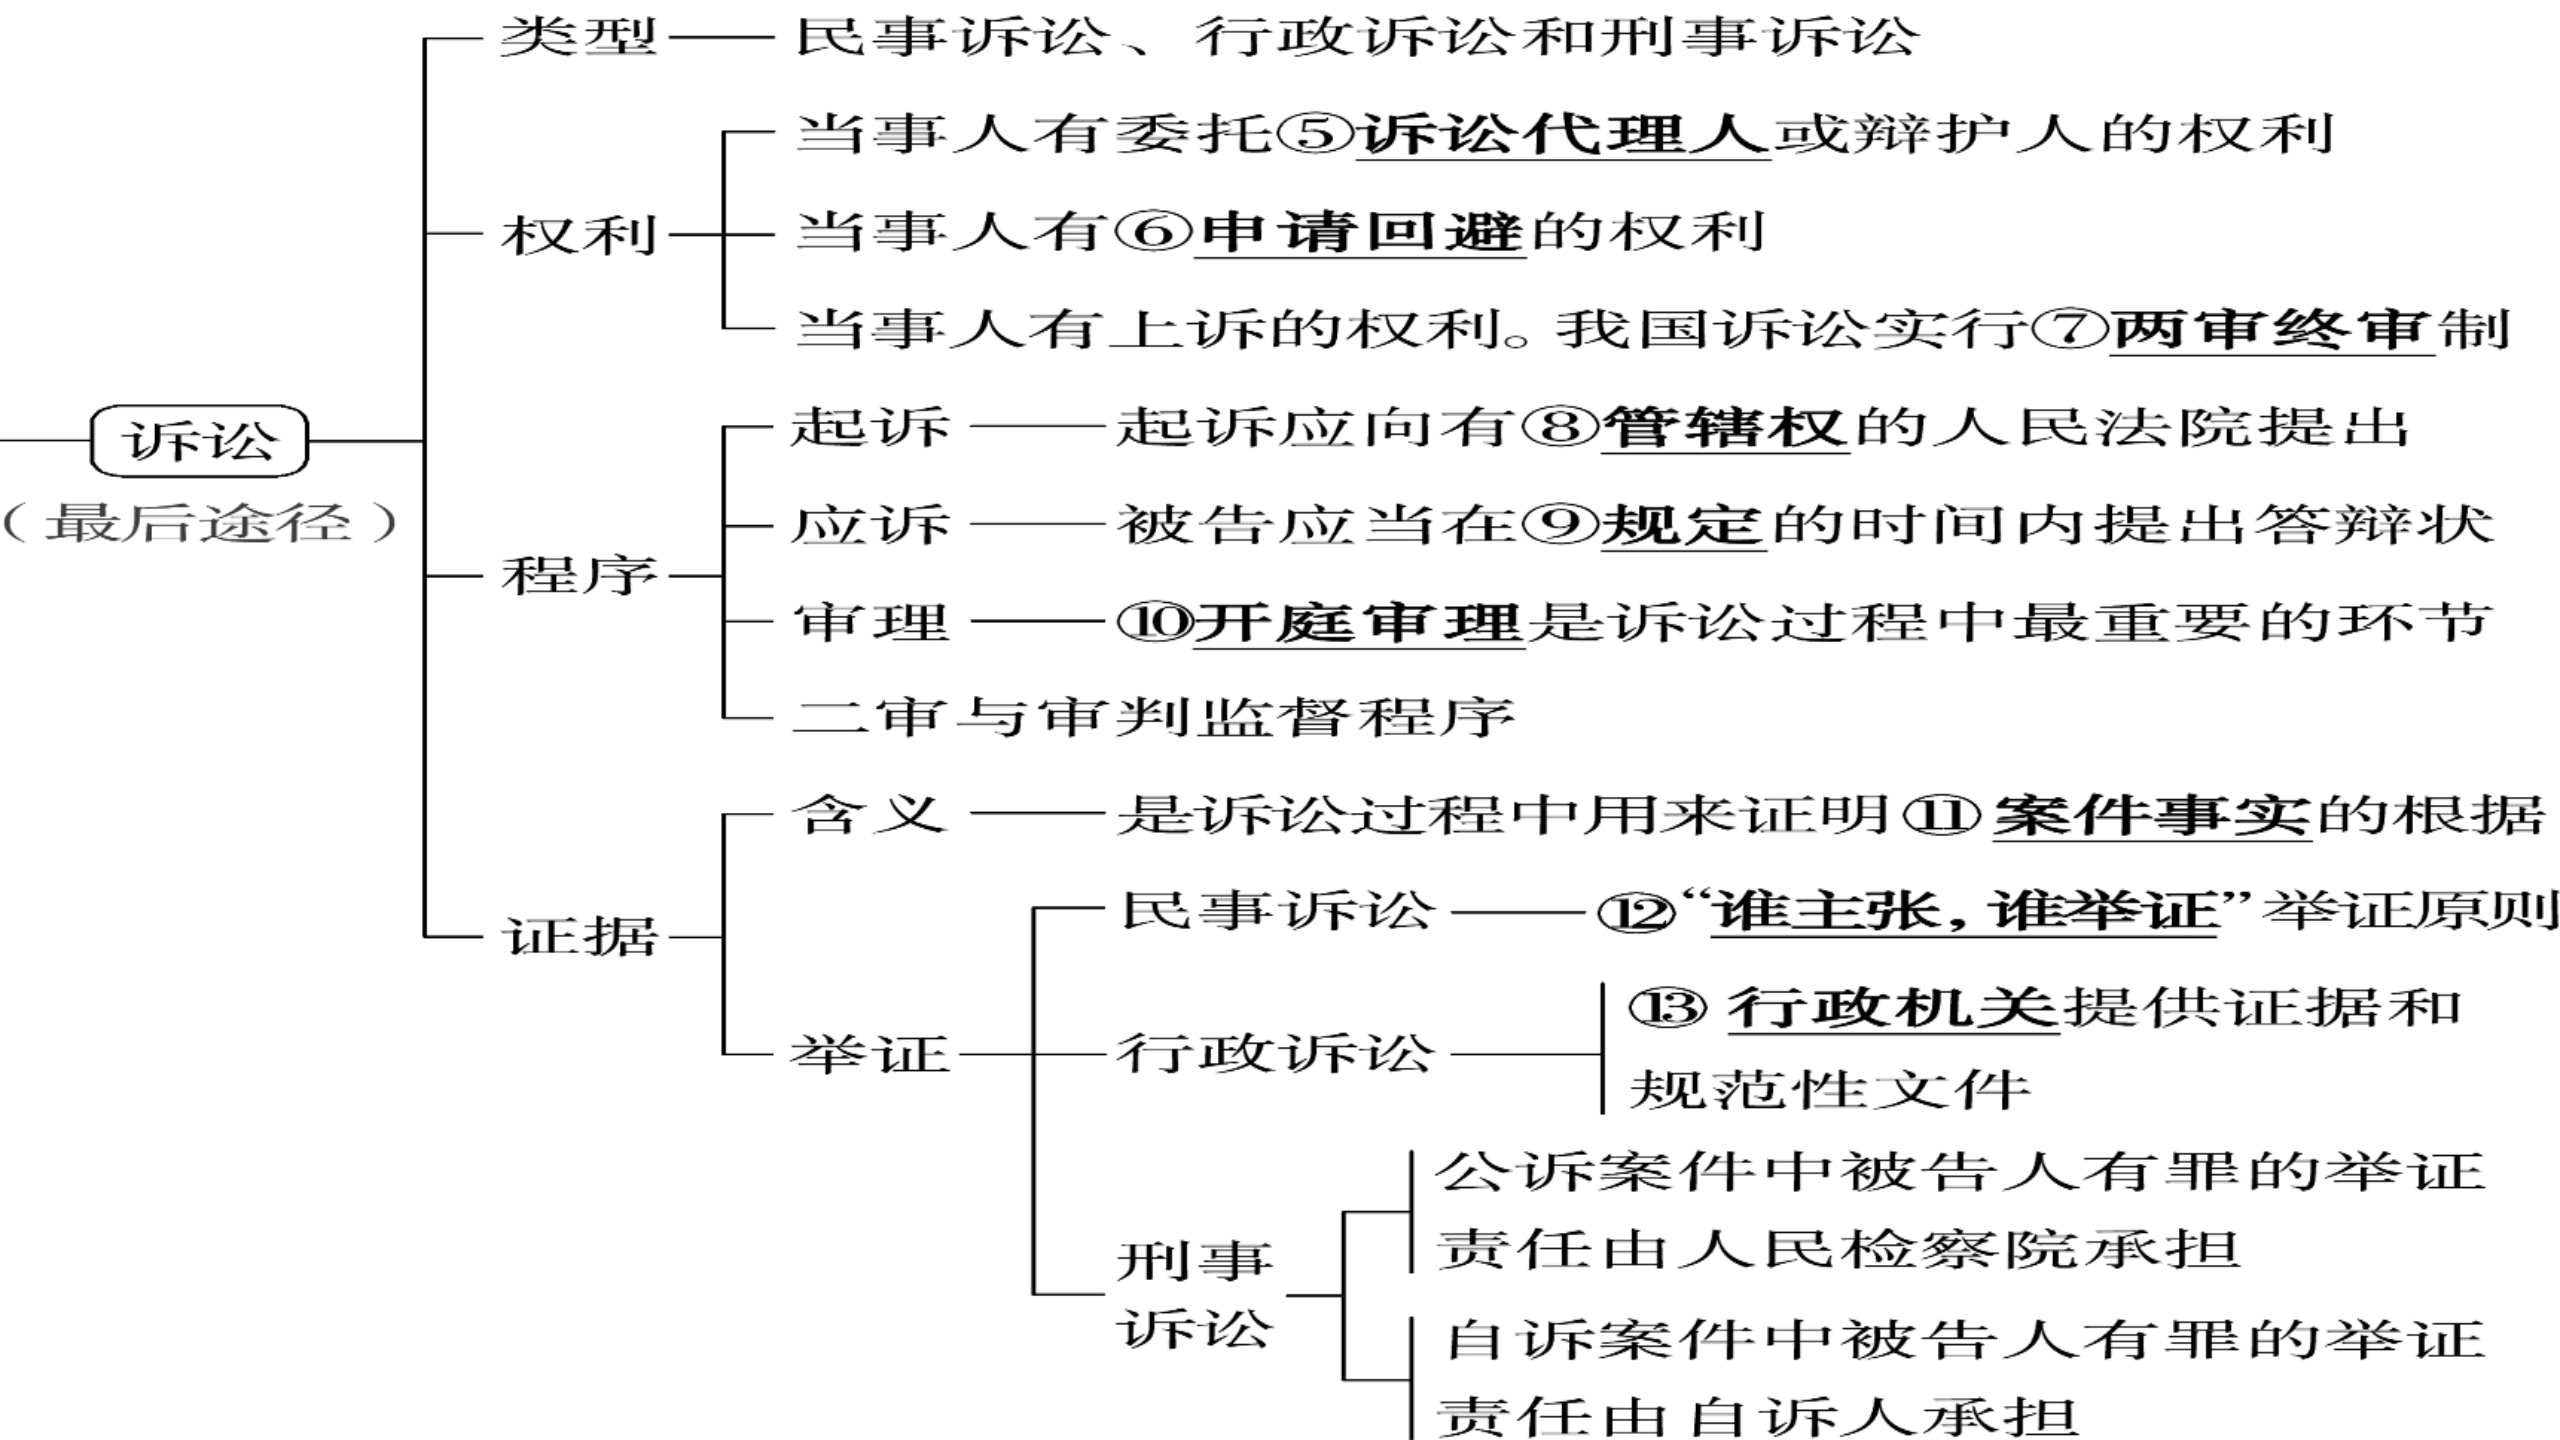 类型 民事诉讼、行政诉讼和刑事诉讼
当事人有委托⑤诉讼代理人或辩护人的权利
权利 当事人有⑥申请回避的权利
当事人有上诉的权利。我国诉讼实行⑦两审终审制
诉讼
(最后途径)
起诉 起诉应向有⑧管辖权的人民法院提出
应诉 被告应当在⑨规定的时间内提出答辩状
程序
审理 ⑩开庭审理是诉讼过程中最重要的环节
二审与审判监督程序
含义 是诉讼过程中用来证明⑪案件事实的根据
证据
民事诉讼 ⑫“谁主张,谁举证”举证原则
举证
行政诉讼 ⑬行政机关提供证据和
规范性文件
刑事
诉讼
公诉案件中被告人有罪的举证
责任由人民检察院承担
自诉案件中被告人有罪的举证
责任由自诉人承担